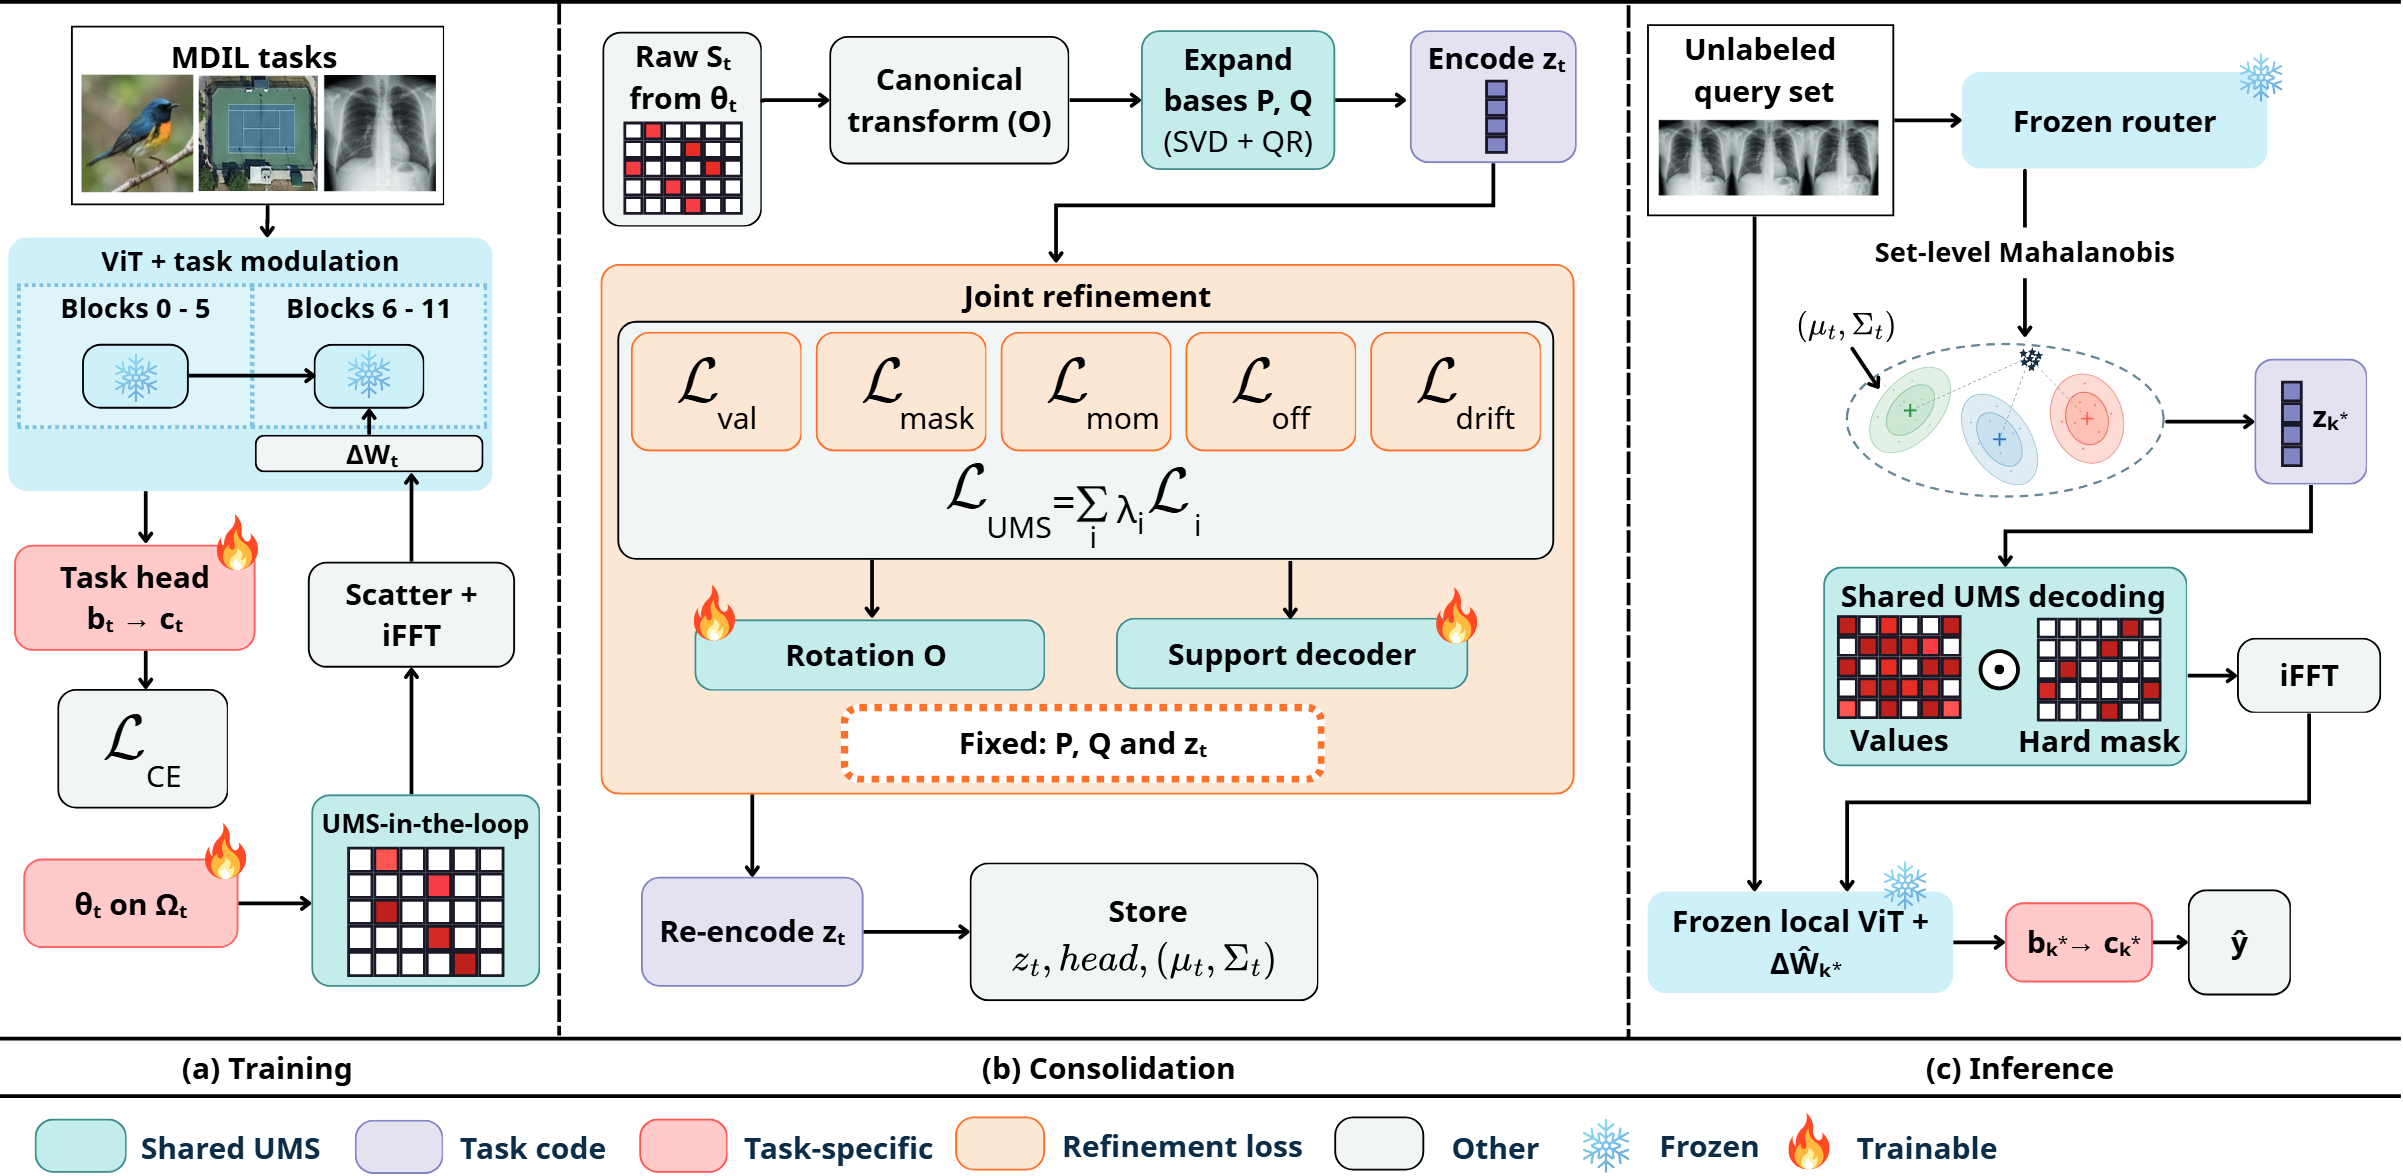 MDIL tasks
ViT + task modulation
Blocks 0 - 5
Blocks 6 - 11
ΔWₜ
Task head
bₜ → cₜ
ℒ CE
Scatter +
iFFT
θₜ on Ωₜ
UMS-in-the-loop
(a) Training
Raw Sₜ
from θₜ
Canonical
transform (O)
Expand
bases P, Q
(SVD + QR)
Encode zₜ
Joint refinement
ℒ val
ℒ mask
ℒ mom
ℒ off
ℒ drift
ℒ UMS = ∑ i λᵢ ℒ i
Rotation O
Support decoder
Fixed: P, Q and zₜ
Re-encode zₜ
Store
zₜ, head, (μₜ, Σₜ)
(b) Consolidation
Unlabeled
query set
Frozen router
Set-level Mahalanobis
(μₜ, Σₜ)
zₖ*
Shared UMS decoding
Values
Hard mask
iFFT
Frozen local ViT +
ΔŴₖ*
bₖ* → cₖ*
ŷ
(c) Inference
Shared UMS
Task code
Task-specific
Refinement loss
Other
Frozen
Trainable